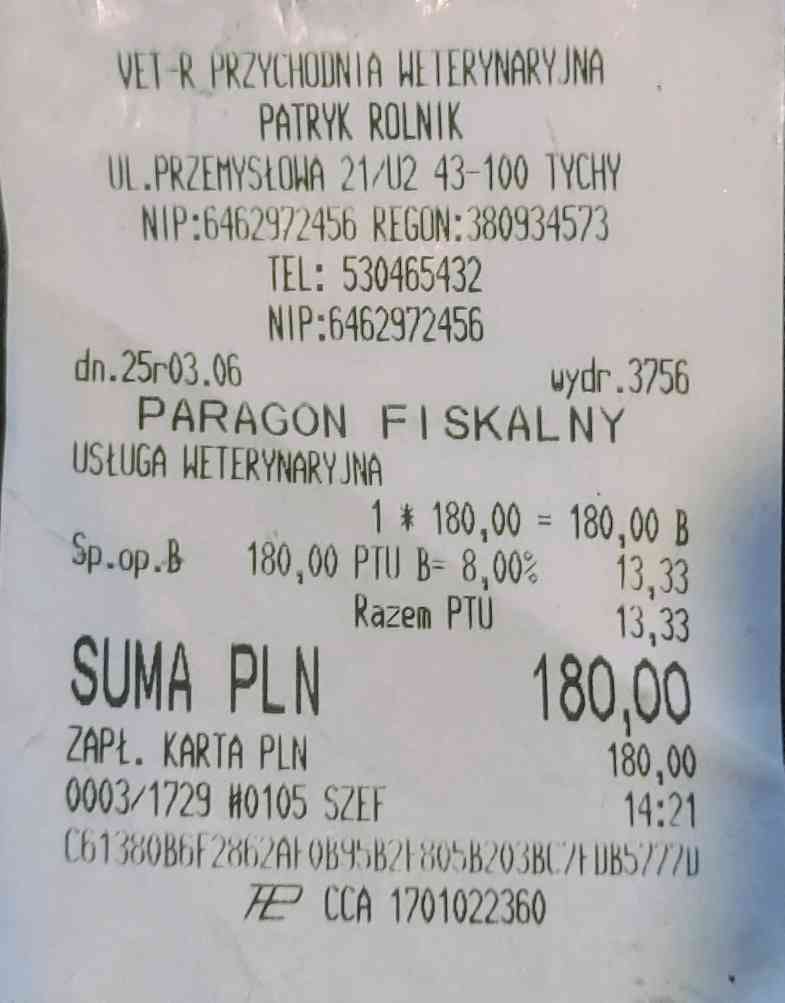 VET-R PRZYCHODNIA WETERYNARYJNA
PATRYK ROLNIK
UL.PRZEMYSŁOWA 21/U2 43-100 TYCHY
NIP:6462972456 REGON:380934573
TEL: 530465432
NIP:6462972456
dn.25r03.06 wydr.3756
PARAGON FISKALNY
USŁUGA WETERYNARYJNA
1 * 180,00 = 180,00 B
Sp.op.B 180,00 PTU B= 8,00% 13,33
Razem PTU 13,33
SUMA PLN 180,00
ZAPŁ. KARTA PLN 180,00
0003/1729 #0105 SZEF 14:21
CCA 1701022360